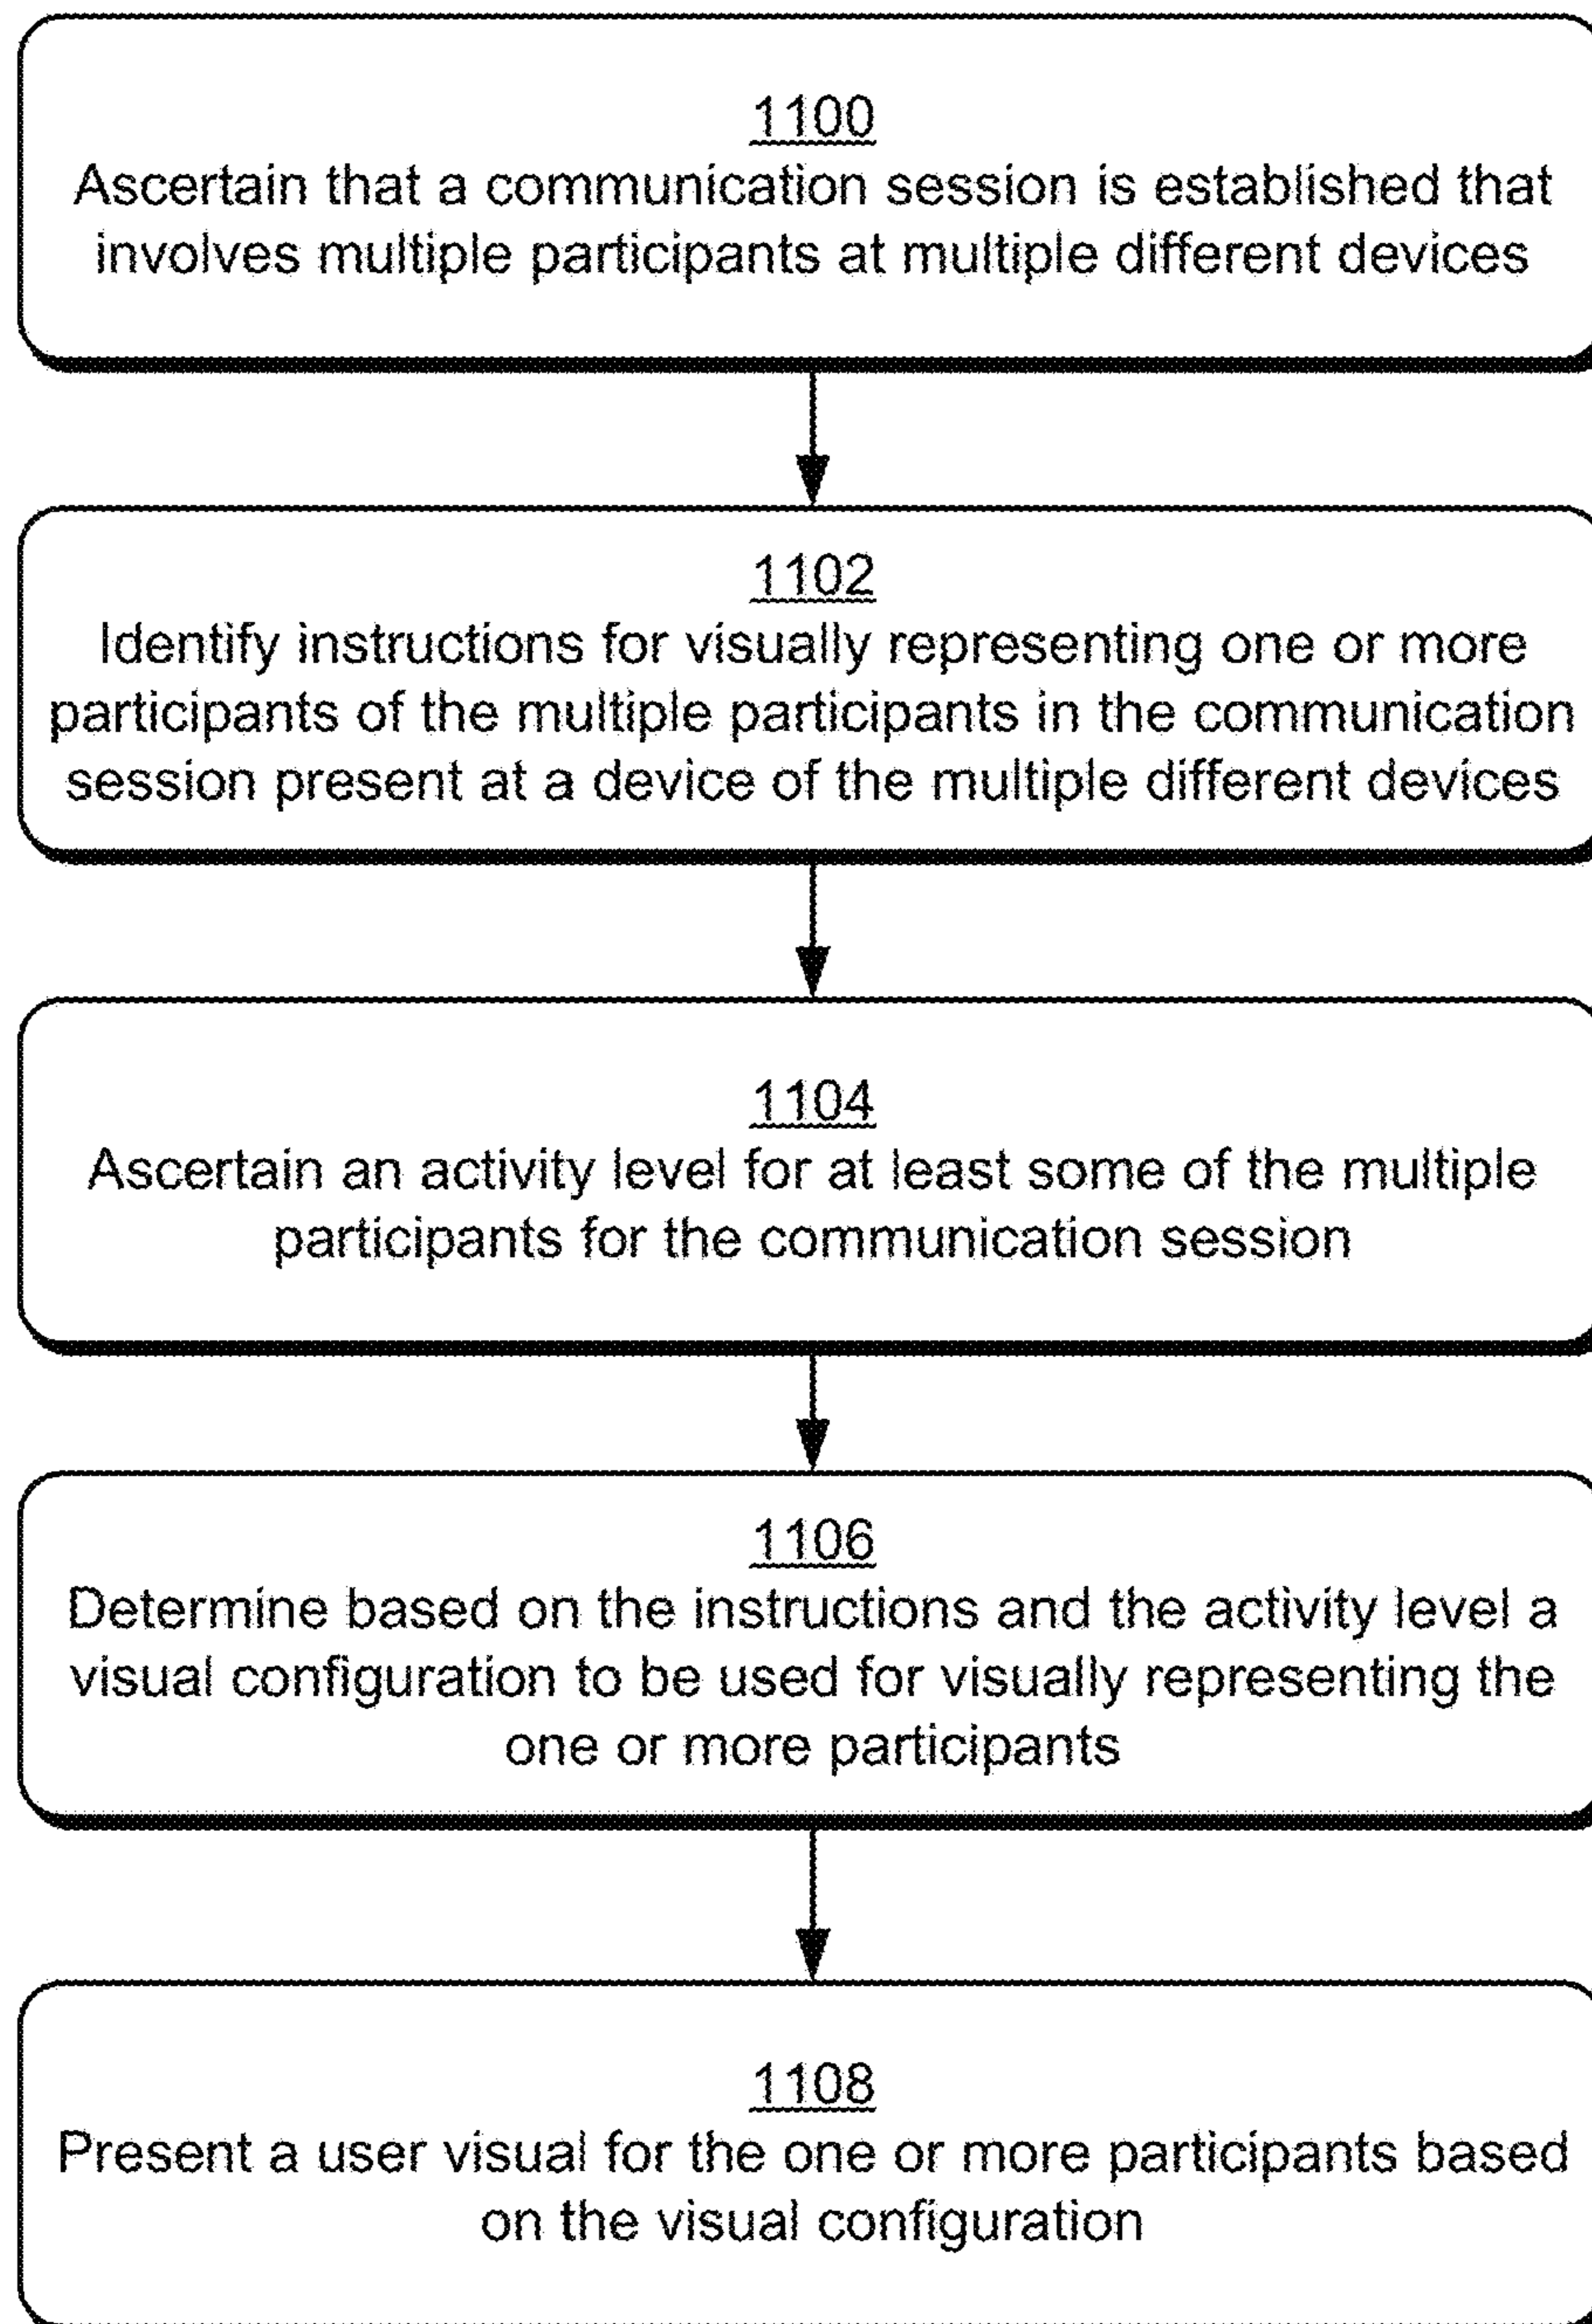 1100
Ascertain that a communication session is established that
involves multiple participants at multiple different devices
1102
Identify instructions for visually representing one or more
participants of the multiple participants in the communication
session present at a device of the multiple different devices
1104
Ascertain an activity level for at least some of the multiple
participants for the communication session
1106
Determine based on the instructions and the activity level a
visual configuration to be used for visually representing the
one or more participants
1108
Present a user visual for the one or more participants based
on the visual configuration